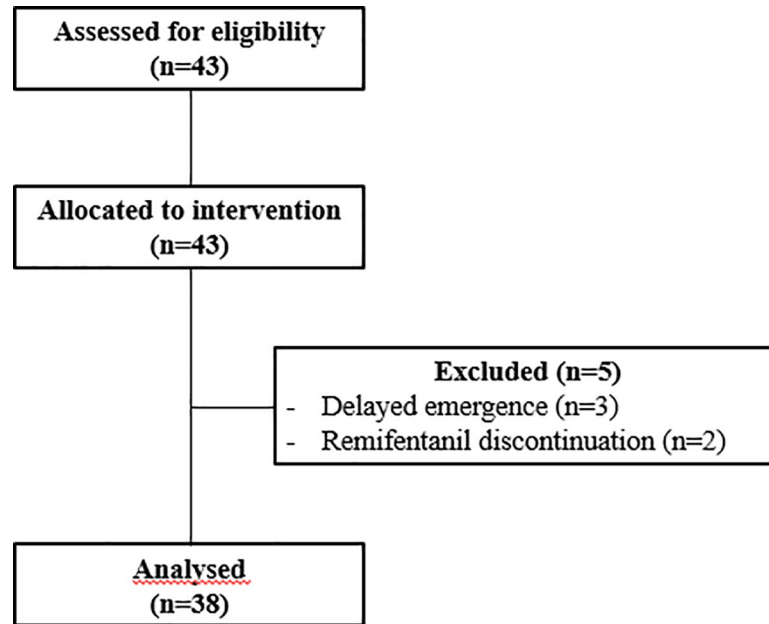 Assessed for eligibility
(n=43)
Allocated to intervention
(n=43)
Excluded (n=5)
- Delayed emergence (n=3)
- Remifentanil discontinuation (n=2)
Analysed
(n=38)